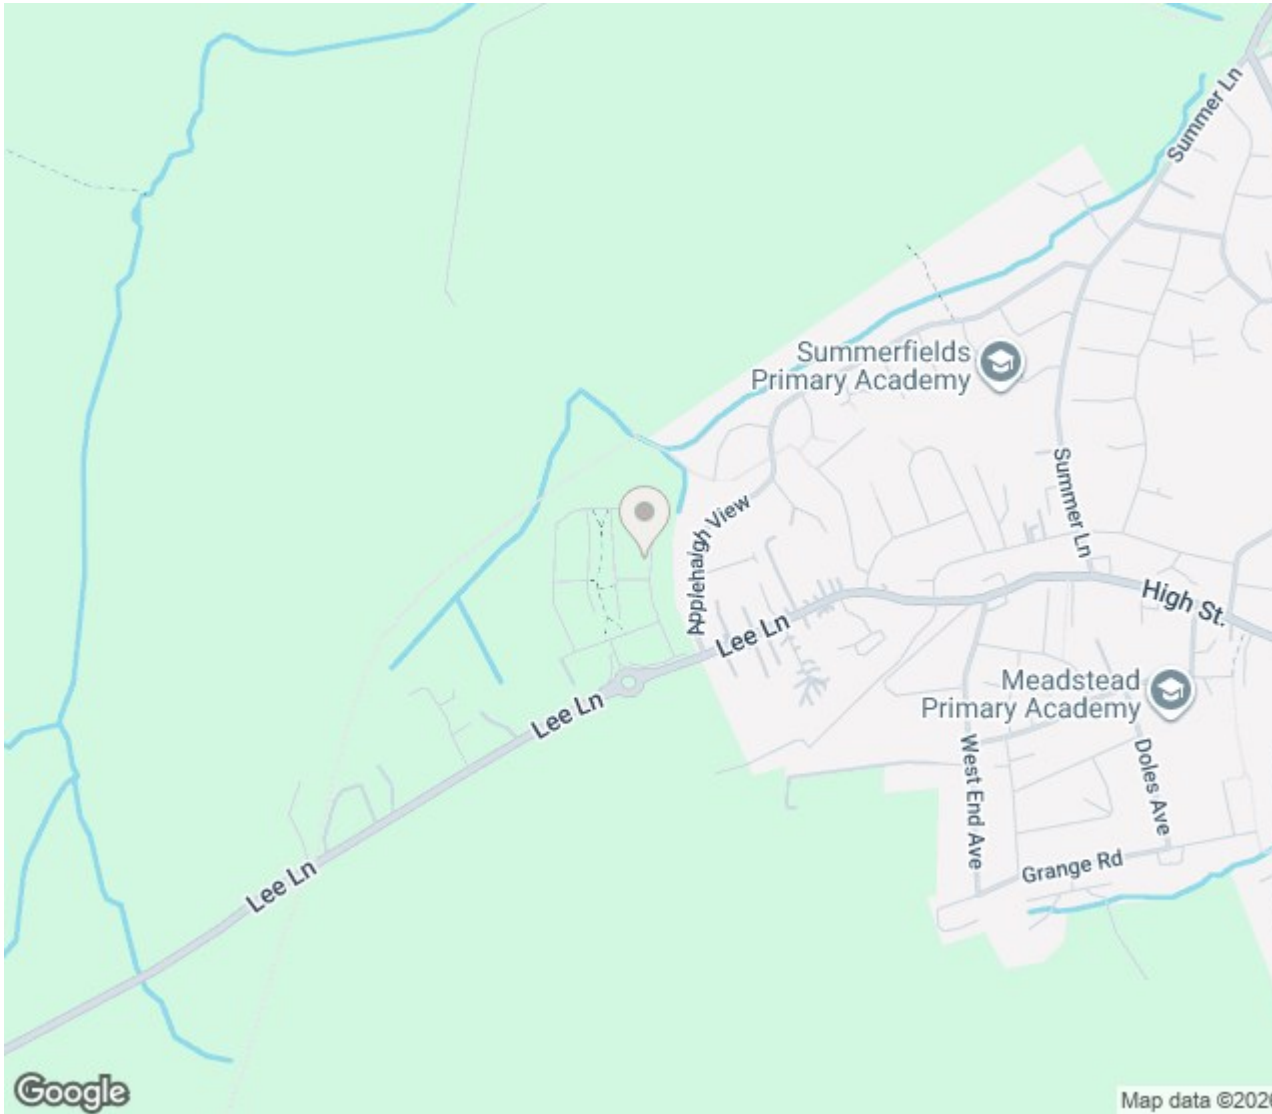 Summer Ln
Summerfields
Primary Academy
Summer Ln
Applehaigh View
Lee Ln
High St.
Meadstead
Primary Academy
Lee Ln
West End Ave
Doles Ave
Grange Rd
Lee Ln
Google
Map data ©2026